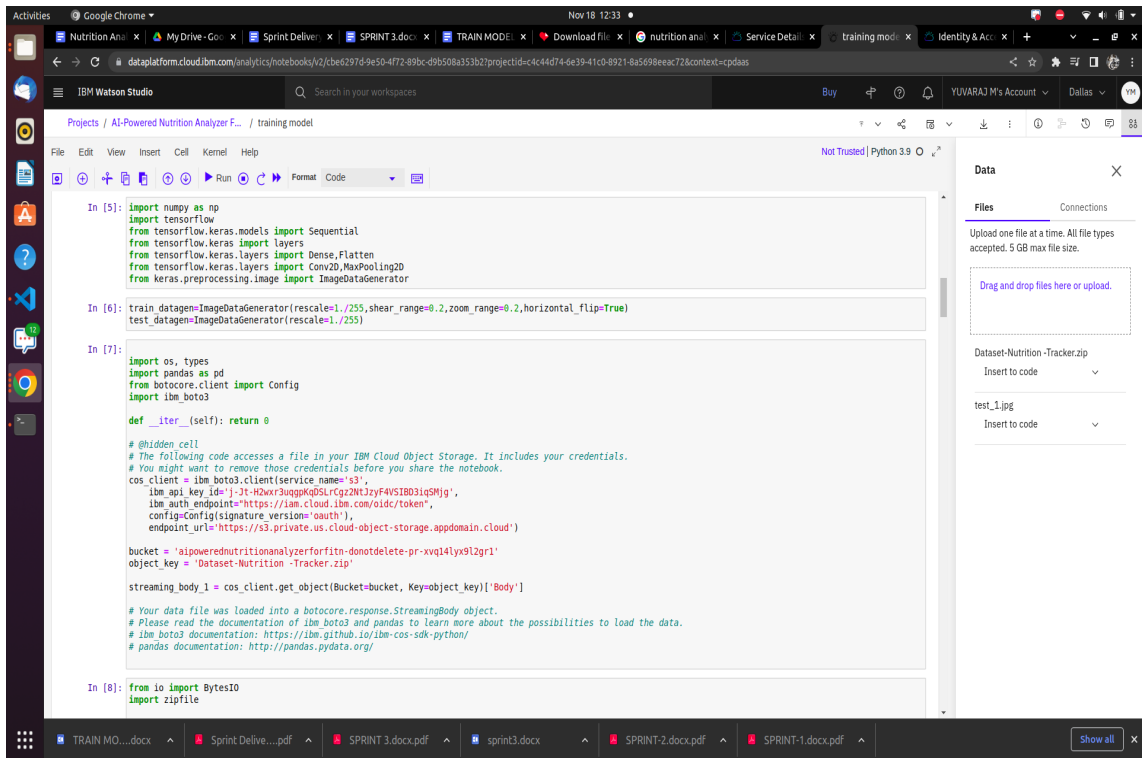 Activities
Google Chrome
Nov 18 12:33
Nutrition Anal
My Drive - Goo
Sprint Delivery
SPRINT 3.docx
TRAIN MODEL
Download file
nutrition anal
Service Details
training mode
Identity & Acce
dataplatform.cloud.ibm.com/analytics/notebooks/v2/cbe6297d-9e50-4f72-89bc-d9b508a353b2?projectid=c4c44d74-6e39-41c0-8921-8a5698eeac72&context=cpdaas
IBM Watson Studio
Search in your workspaces
Buy
YUVARAJ M's Account
Dallas
YM
Projects / AI-Powered Nutrition Analyzer F... / training model
File Edit View Insert Cell Kernel Help
Not Trusted | Python 3.9
Run
Format Code
In [5]: import numpy as np
import tensorflow
from tensorflow.keras.models import Sequential
from tensorflow.keras import layers
from tensorflow.keras.layers import Dense,Flatten
from tensorflow.keras.layers import Conv2D,MaxPooling2D
from keras.preprocessing.image import ImageDataGenerator
In [6]: train_datagen=ImageDataGenerator(rescale=1./255,shear_range=0.2,zoom_range=0.2,horizontal_flip=True)
test_datagen=ImageDataGenerator(rescale=1./255)
In [7]:
import os, types
import pandas as pd
from botocore.client import Config
import ibm_boto3
def __iter__(self): return 0
# @hidden_cell
# The following code accesses a file in your IBM Cloud Object Storage. It includes your credentials.
# You might want to remove those credentials before you share the notebook.
cos_client = ibm_boto3.client(service_name='s3',
ibm_api_key_id='j-Jt-H2wxr3uqgpKqDSLrCgz2NtJzyF4VSIBD3iqSMjg',
ibm_auth_endpoint="https://iam.cloud.ibm.com/oidc/token",
config=Config(signature_version='oauth'),
endpoint_url='https://s3.private.us.cloud-object-storage.appdomain.cloud')
bucket = 'aipowerednutritionanalyzerforfitn-donotdelete-pr-xvq14lyx9l2gr1'
object_key = 'Dataset-Nutrition -Tracker.zip'
streaming_body_1 = cos_client.get_object(Bucket=bucket, Key=object_key)['Body']
# Your data file was loaded into a botocore.response.StreamingBody object.
# Please read the documentation of ibm_boto3 and pandas to learn more about the possibilities to load the data.
# ibm_boto3 documentation: https://ibm.github.io/ibm-cos-sdk-python/
# pandas documentation: http://pandas.pydata.org/
In [8]: from io import BytesIO
import zipfile
Data
Files
Connections
Upload one file at a time. All file types
accepted. 5 GB max file size.
Drag and drop files here or upload.
Dataset-Nutrition -Tracker.zip
Insert to code
test_1.jpg
Insert to code
12
TRAIN MO....docx
Sprint Delive....pdf
SPRINT 3.docx.pdf
sprint3.docx
SPRINT-2.docx.pdf
SPRINT-1.docx.pdf
Show all